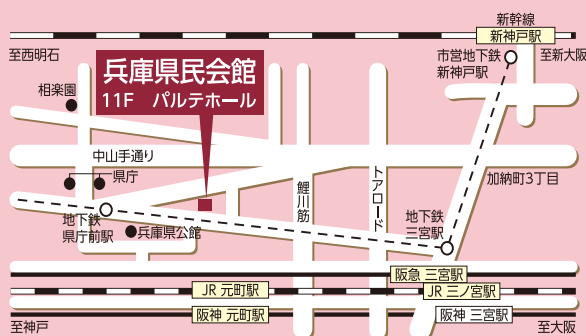 新幹線
新神戸駅
至西明石
市営地下鉄
新神戸駅
至新大阪
兵庫県民会館
11F　パルテホール
相楽園
中山手通り
県庁
加納町3丁目
トアロード
鯉川筋
地下鉄
県庁前駅
兵庫県公館
地下鉄
三宮駅
阪急 三宮駅
JR 元町駅
JR 三ノ宮駅
阪神 元町駅
阪神 三宮駅
至神戸
至大阪